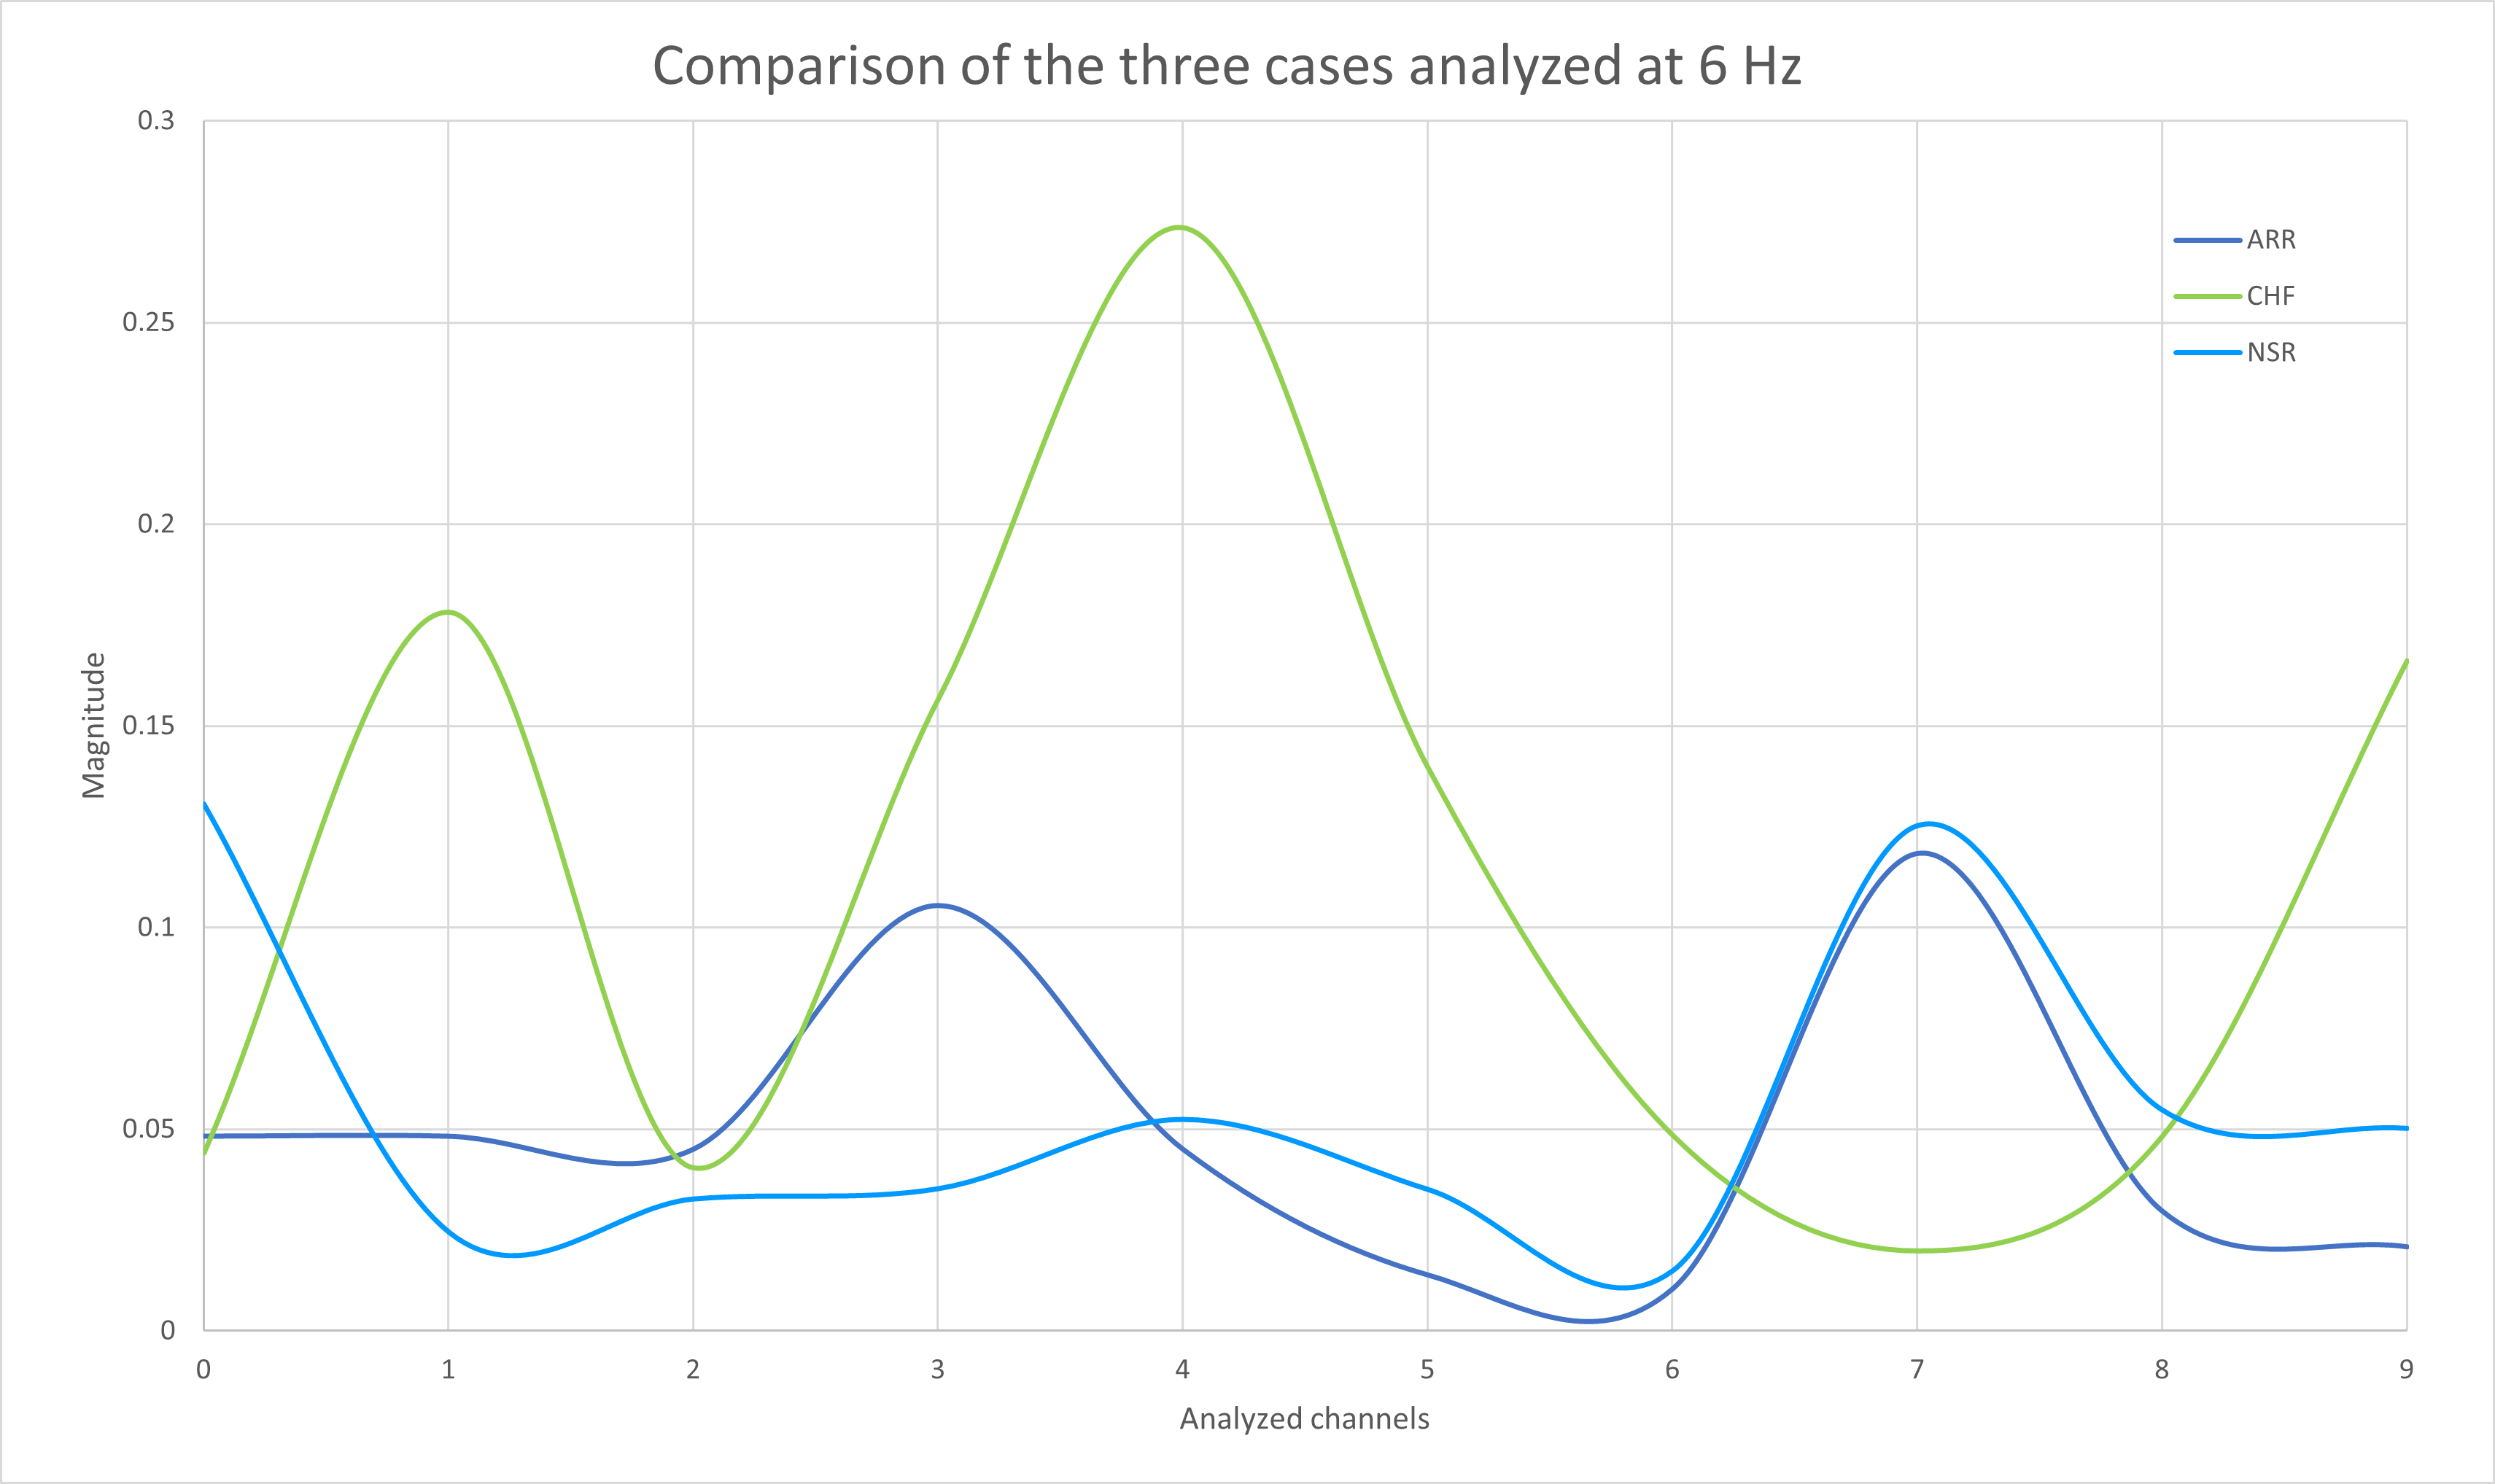 Comparison of the three cases analyzed at 6 Hz
0.3
0.25
0.2
0.15
0.1
0.05
0
Magnitude
ARR
CHF
NSR
0 1 2 3 4 5 6 7 8 9
Analyzed channels